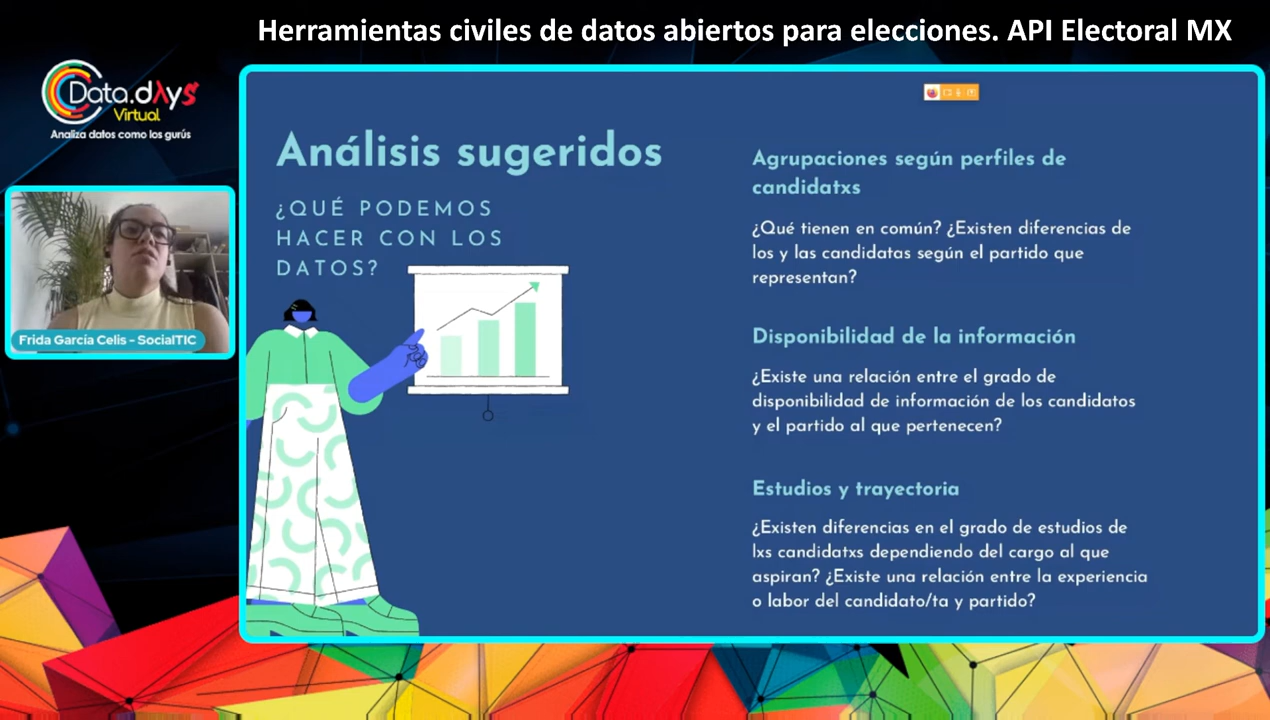 Herramientas civiles de datos abiertos para elecciones. API Electoral MX
Data.dAys
Virtual
Analiza datos como los gurús
Frida García Celis - SocialTIC
Análisis sugeridos
¿QUÉ PODEMOS
HACER CON LOS
DATOS?
Agrupaciones según perfiles de
candidatxs
¿Qué tienen en común? ¿Existen diferencias de
los y las candidatas según el partido que
representan?
Disponibilidad de la información
¿Existe una relación entre el grado de
disponibilidad de información de los candidatos
y el partido al que pertenecen?
Estudios y trayectoria
¿Existen diferencias en el grado de estudios de
lxs candidatxs dependiendo del cargo al que
aspiran? ¿Existe una relación entre la experiencia
o labor del candidato/ta y partido?